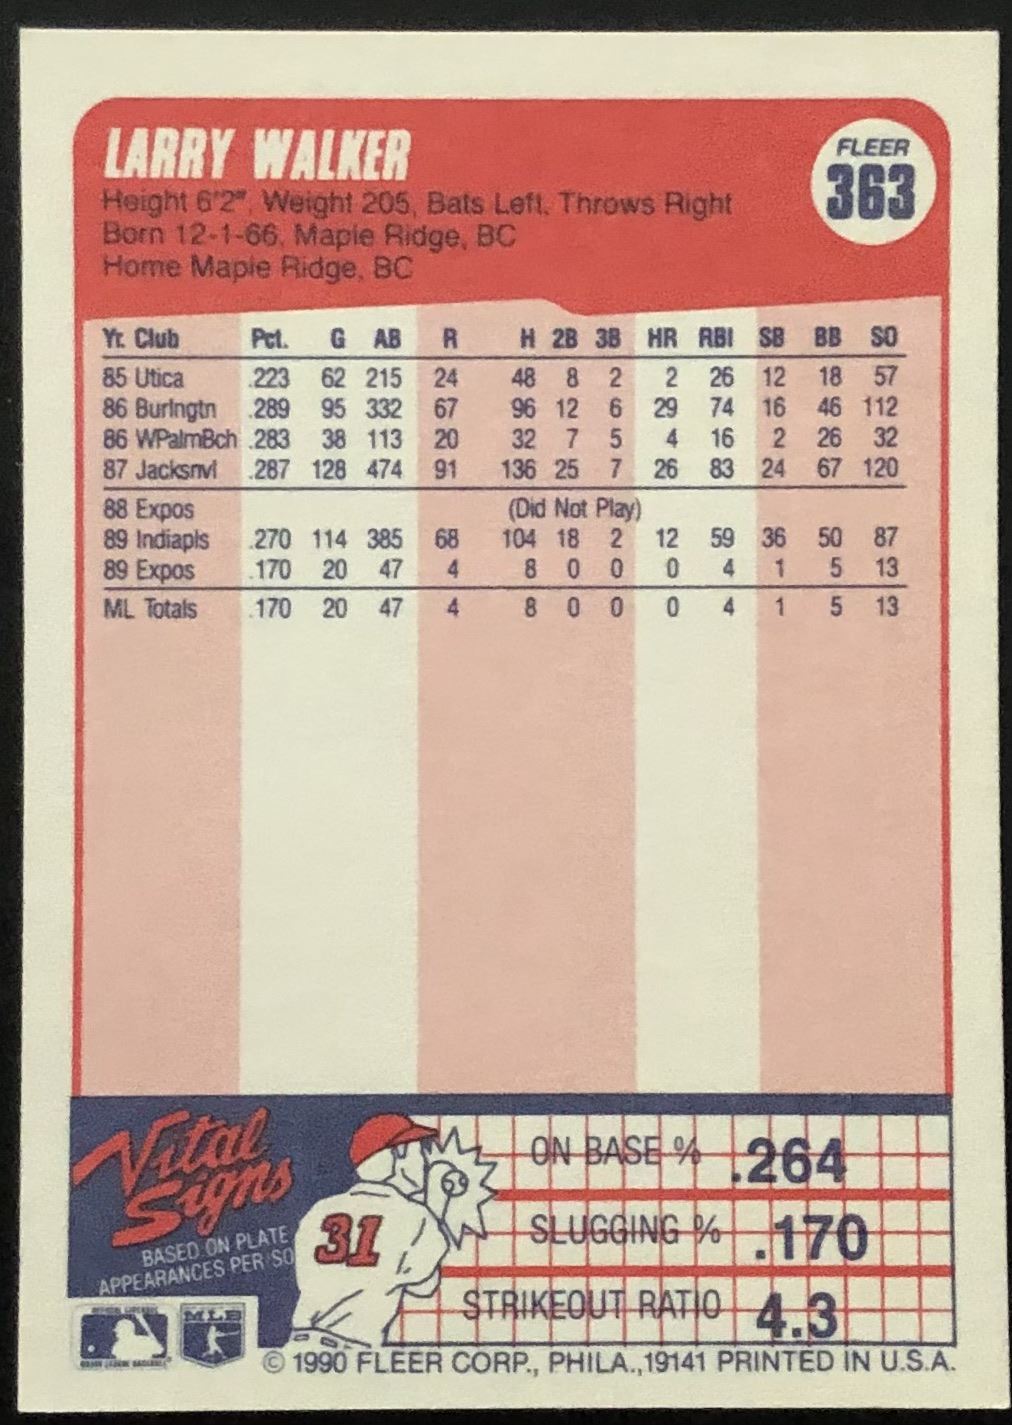 LARRY WALKER
FLEER
363
Height 6'2", Weight 205, Bats Left, Throws Right
Born 12-1-66, Maple Ridge, BC
Home Maple Ridge, BC
Yr. Club Pct. G AB R H 2B 3B HR RBI SB BB SO
85 Utica .223 62 215 24 48 8 2 2 26 12 18 57
86 Burlngtn .289 95 332 67 96 12 6 29 74 16 46 112
86 WPalmBch .283 38 113 20 32 7 5 4 16 2 26 32
87 Jacksnvl .287 128 474 91 136 25 7 26 83 24 67 120
88 Expos (Did Not Play)
89 Indiapls .270 114 385 68 104 18 2 12 59 36 50 87
89 Expos .170 20 47 4 8 0 0 0 4 1 5 13
ML Totals .170 20 47 4 8 0 0 0 4 1 5 13
Vital
Signs
BASED ON PLATE
APPEARANCES PER SO
31
ON BASE % .264
SLUGGING % .170
STRIKEOUT RATIO 4.3
MLB
© 1990 FLEER CORP., PHILA.,19141 PRINTED IN U.S.A.